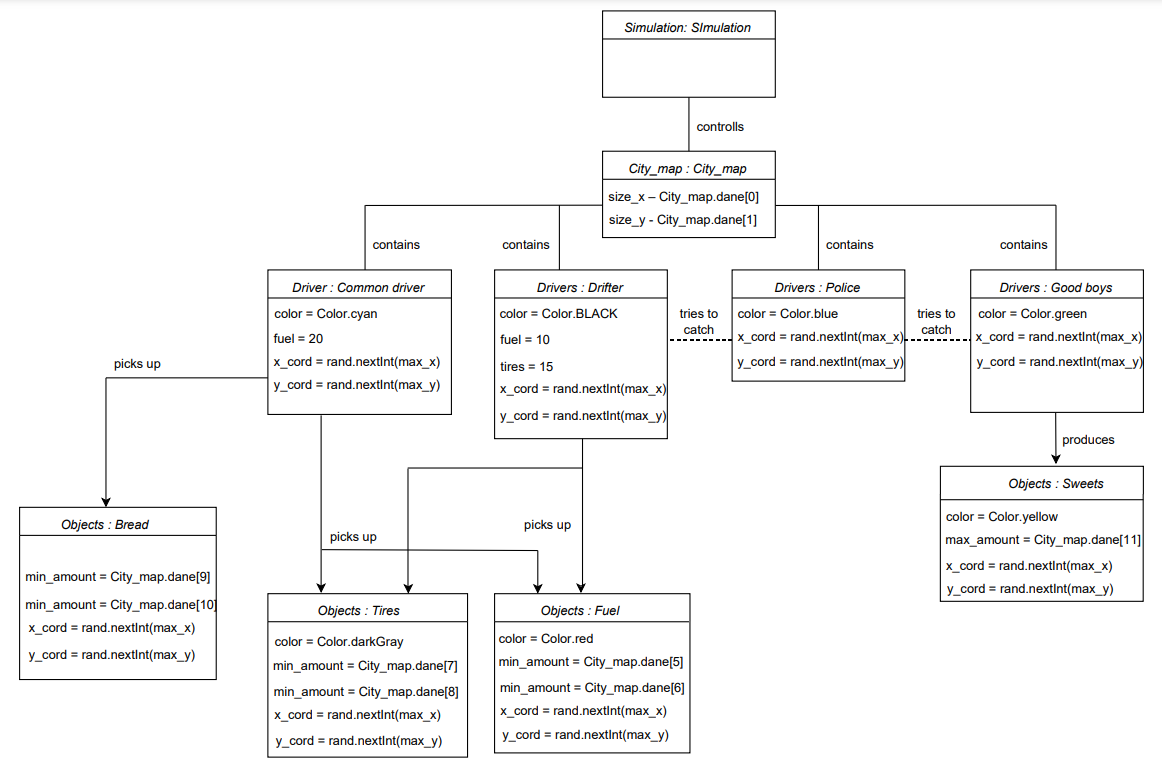 Simulation: SImulation
controlls
City_map : City_map
size_x – City_map.dane[0]
size_y - City_map.dane[1]
contains
contains
contains
contains
Driver : Common driver
color = Color.cyan
fuel = 20
x_cord = rand.nextInt(max_x)
y_cord = rand.nextInt(max_y)
Drivers : Drifter
color = Color.BLACK
fuel = 10
tires = 15
x_cord = rand.nextInt(max_x)
y_cord = rand.nextInt(max_y)
tries to
catch
Drivers : Police
color = Color.blue
x_cord = rand.nextInt(max_x)
y_cord = rand.nextInt(max_y)
tries to
catch
Drivers : Good boys
color = Color.green
x_cord = rand.nextInt(max_x)
y_cord = rand.nextInt(max_y)
picks up
produces
picks up
picks up
Objects : Bread
min_amount = City_map.dane[9]
min_amount = City_map.dane[10]
x_cord = rand.nextInt(max_x)
y_cord = rand.nextInt(max_y)
Objects : Tires
color = Color.darkGray
min_amount = City_map.dane[7]
min_amount = City_map.dane[8]
x_cord = rand.nextInt(max_x)
y_cord = rand.nextInt(max_y)
Objects : Fuel
color = Color.red
min_amount = City_map.dane[5]
min_amount = City_map.dane[6]
x_cord = rand.nextInt(max_x)
y_cord = rand.nextInt(max_y)
Objects : Sweets
color = Color.yellow
max_amount = City_map.dane[11]
x_cord = rand.nextInt(max_x)
y_cord = rand.nextInt(max_y)